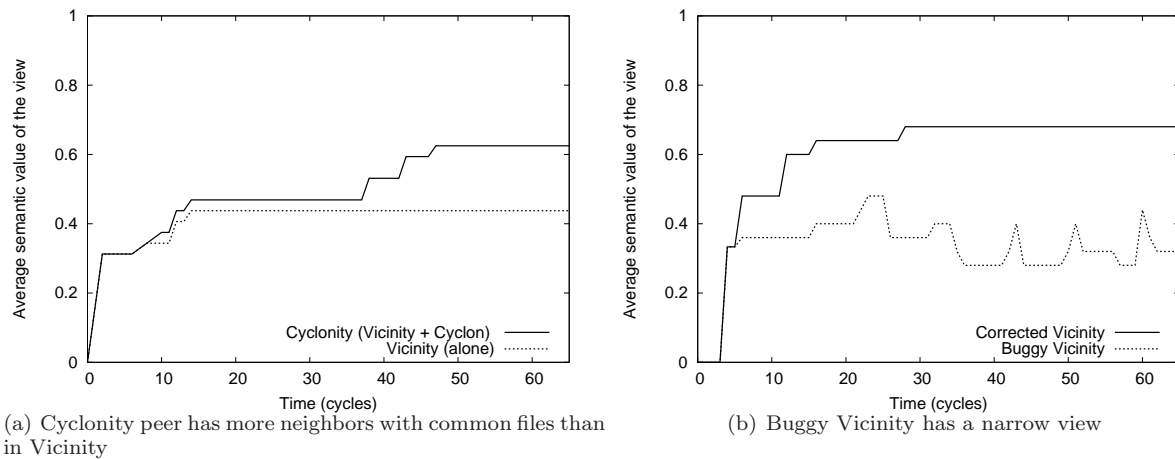 1
0.8
0.6
0.4
0.2
0
Average semantic value of the view
0 10 20 30 40 50 60
Time (cycles)
Cyclonity (Vicinity + Cyclon)
Vicinity (alone)
(a) Cyclonity peer has more neighbors with common files than
in Vicinity
1
0.8
0.6
0.4
0.2
0
Average semantic value of the view
0 10 20 30 40 50 60
Time (cycles)
Corrected Vicinity
Buggy Vicinity
(b) Buggy Vicinity has a narrow view